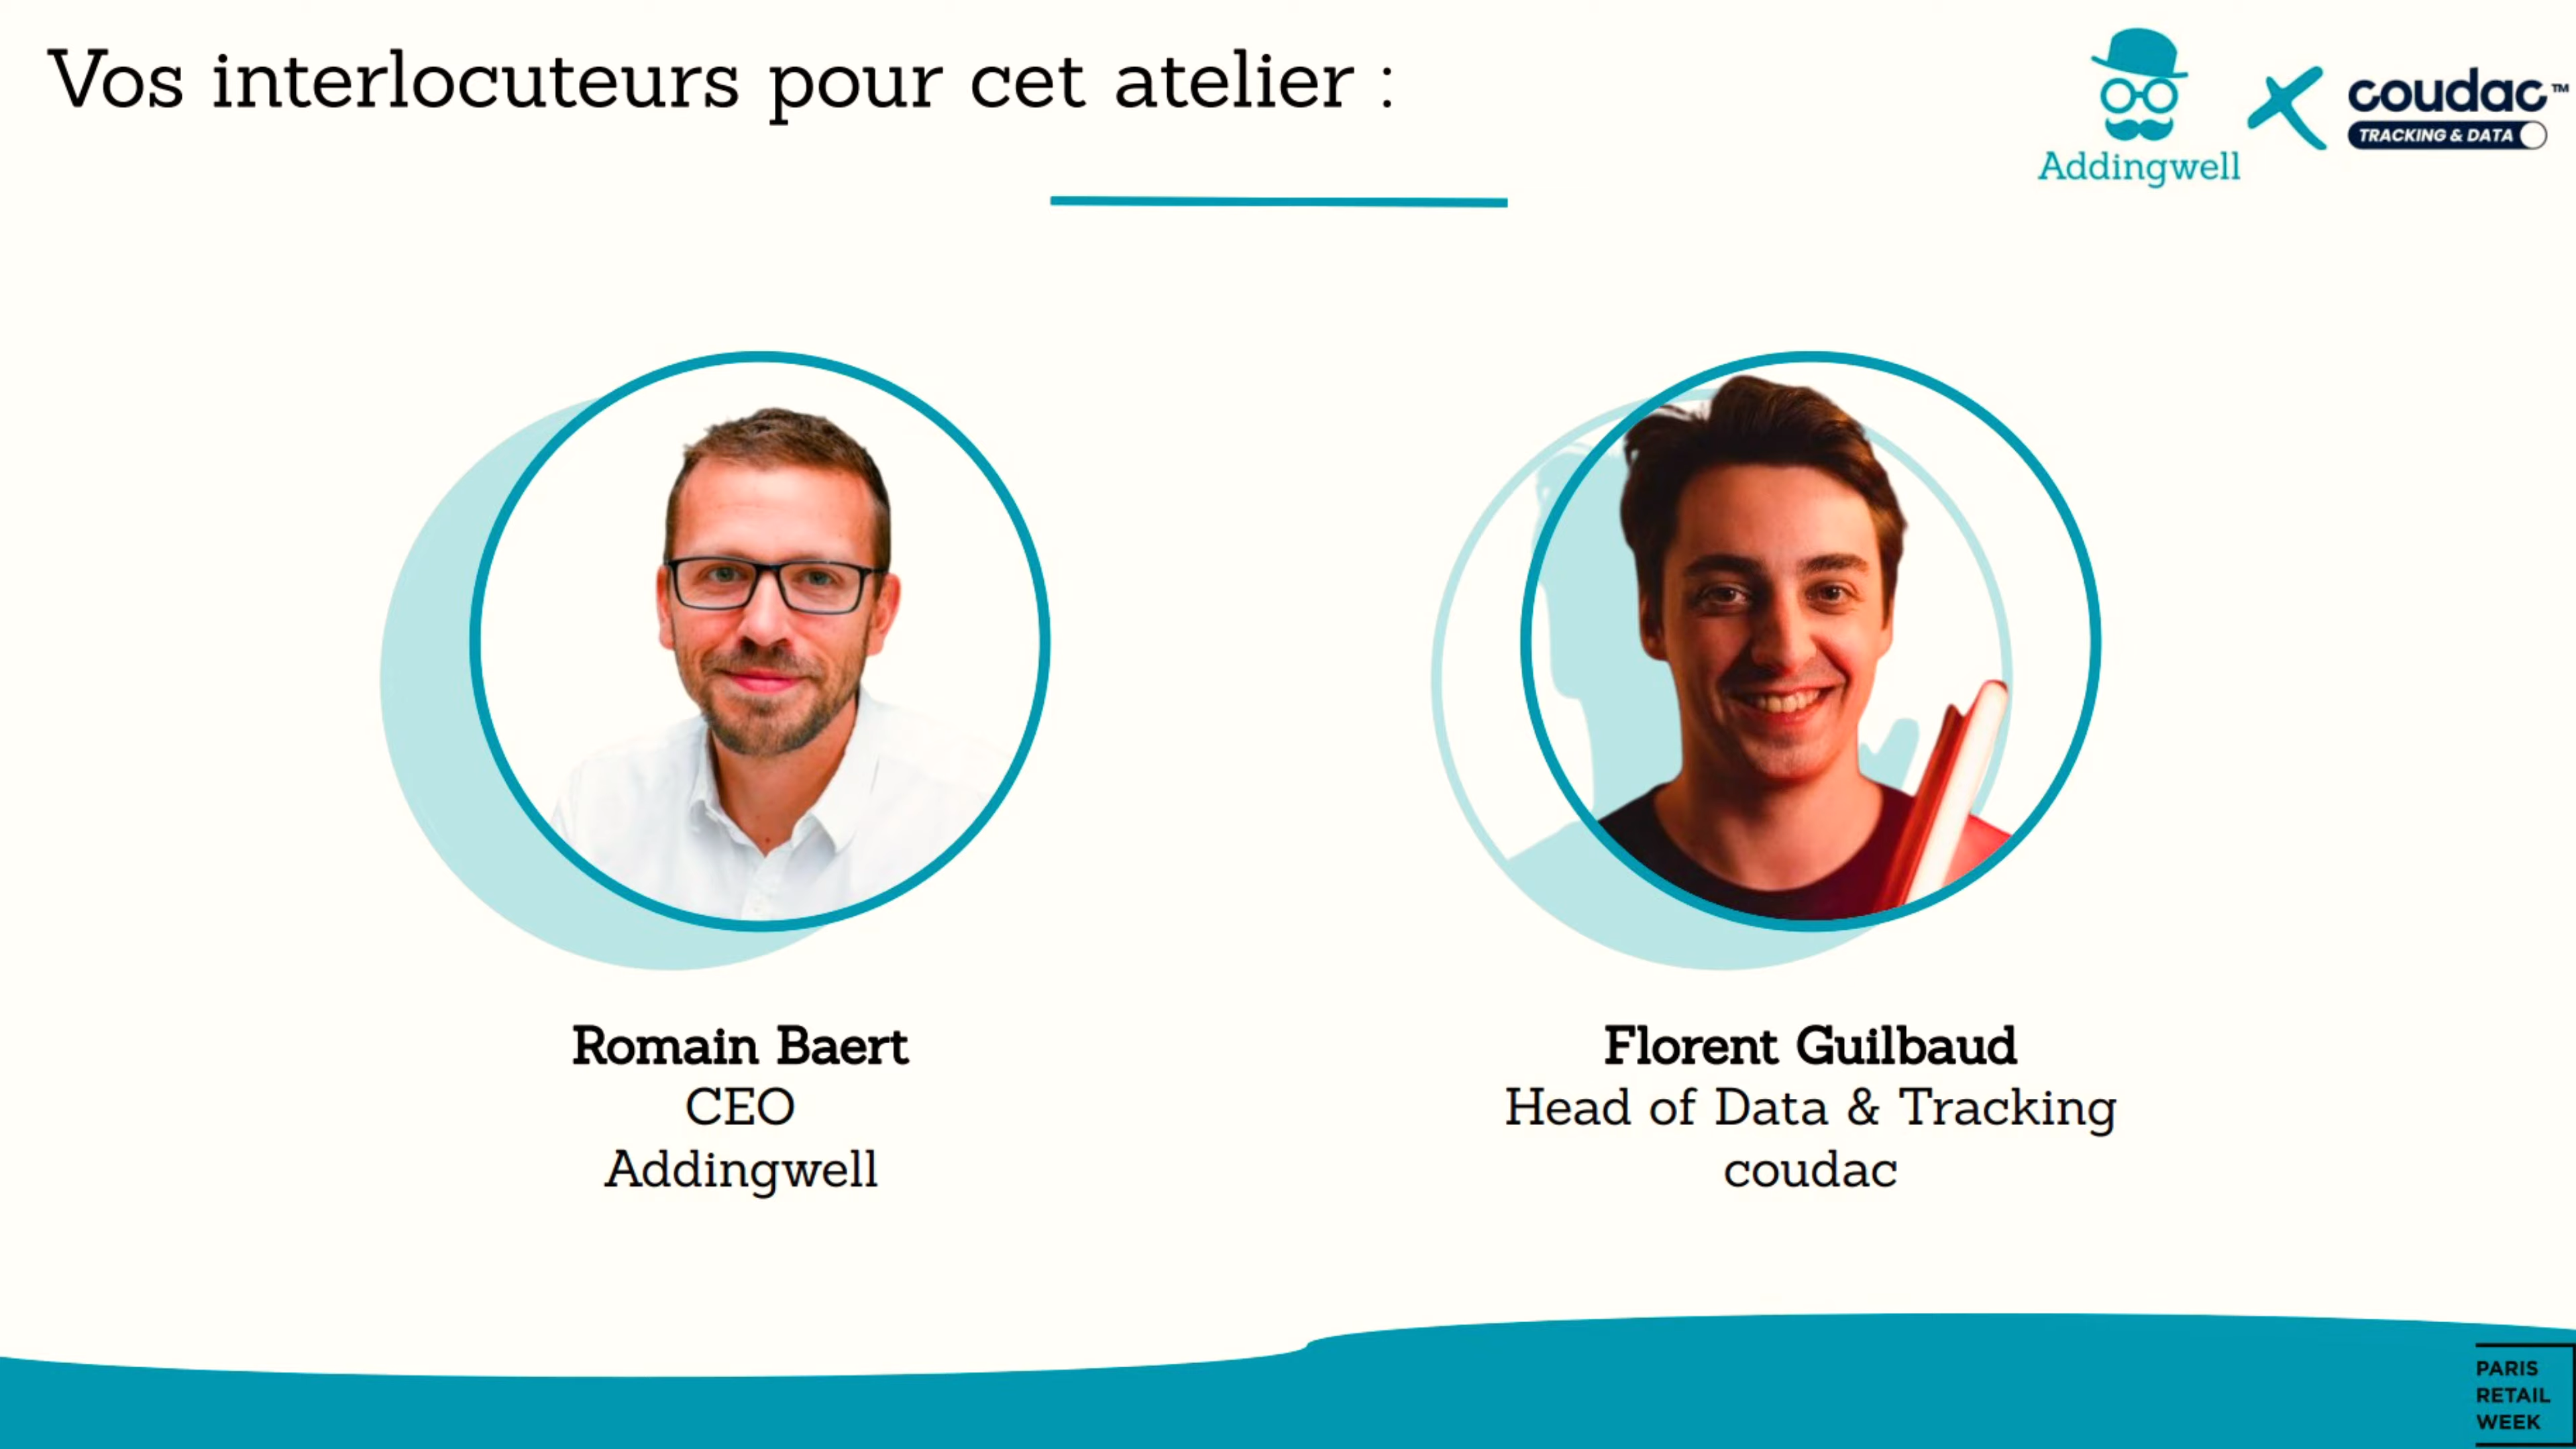 Vos interlocuteurs pour cet atelier :
Addingwell
coudac™
TRACKING & DATA
Romain Baert
CEO
Addingwell
Florent Guilbaud
Head of Data & Tracking
coudac
PARIS
RETAIL
WEEK